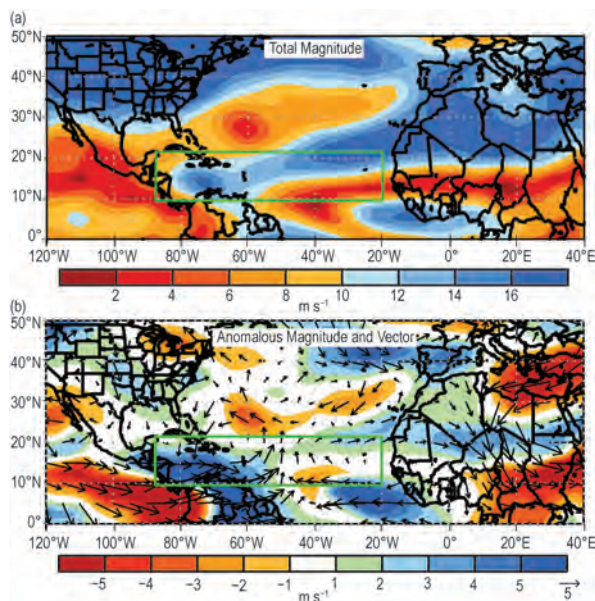 (a)
50°N
Total Magnitude
40°N
30°N
20°N
10°N
0°
120°W 100°W 80°W 60°W 40°W 20°W 0° 20°E 40°E
2 4 6 8 10 12 14 16
m s⁻¹
(b)
50°N
Anomalous Magnitude and Vector
40°N
30°N
20°N
10°N
0°
120°W 100°W 80°W 60°W 40°W 20°W 0° 20°E 40°E
−5 −4 −3 −2 −1 1 2 3 4 5 → 5
m s⁻¹